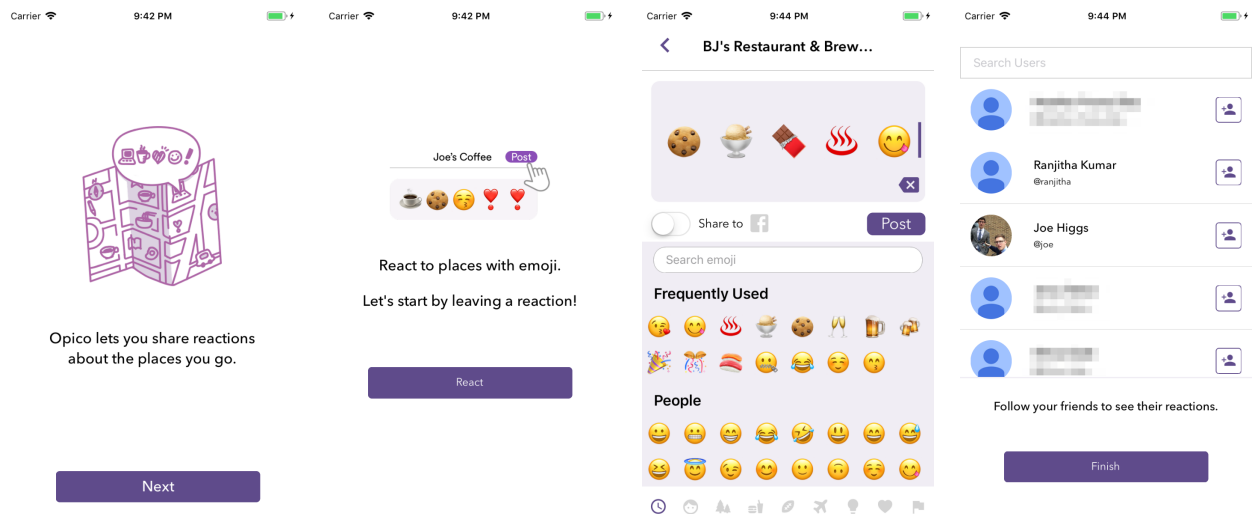 Carrier
9:42 PM
Opico lets you share reactions
about the places you go.
Next
Carrier
9:42 PM
Joe's Coffee
Post
React to places with emoji.
Let's start by leaving a reaction!
React
Carrier
9:44 PM
BJ's Restaurant & Brew...
Share to
Post
Search emoji
Frequently Used
People
Carrier
9:44 PM
Search Users
Ranjitha Kumar
@ranjitha
Joe Higgs
@joe
Follow your friends to see their reactions.
Finish